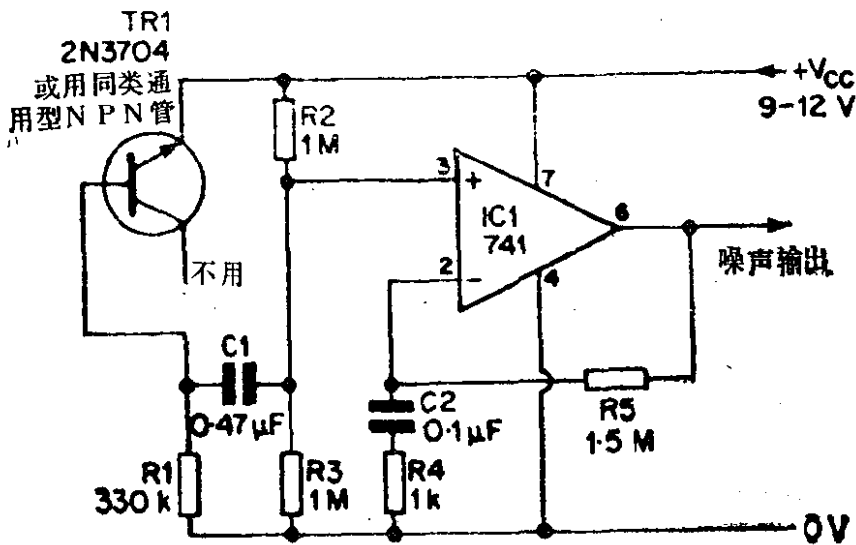 TR1
2N3704
或用同类通
用型NPN管
+VCC
9-12 V
R2
1M
3
+
7
IC1
741
6
2
-
4
噪声输出
不用
C1
0.47μF
C2
0.1μF
R5
1.5 M
R1
330 k
R3
1M
R4
1k
0V